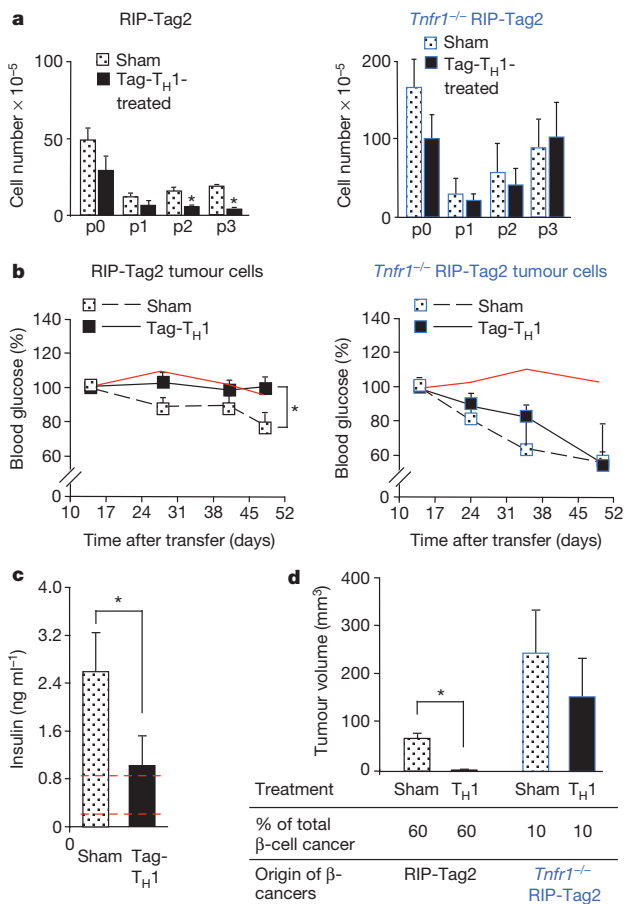 a
RIP-Tag2
Tnfr1–/– RIP-Tag2
Sham
Tag-TH1-
treated
Cell number × 10–5
100
50
0
*
*
p0 p1 p2 p3
Sham
Tag-TH1-
treated
Cell number × 10–5
200
100
0
p0 p1 p2 p3
b
RIP-Tag2 tumour cells
Tnfr1–/– RIP-Tag2 tumour cells
Sham
Tag-TH1
Blood glucose (%)
140
120
100
80
60
0
*
10 17 24 31 38 45 52
Time after transfer (days)
Sham
Tag-TH1
Blood glucose (%)
140
120
100
80
60
0
10 17 24 31 38 45 52
Time after transfer (days)
c
Insulin (ng ml–1)
4.0
3.2
2.4
1.6
0.8
0
0
*
Sham Tag-
TH1
d
Tumour volume (mm3)
400
300
200
100
0
*
Treatment Sham TH1 Sham TH1
% of total
β-cell cancer
60 60 10 10
Origin of β-
cancers
RIP-Tag2
Tnfr1–/–
RIP-Tag2